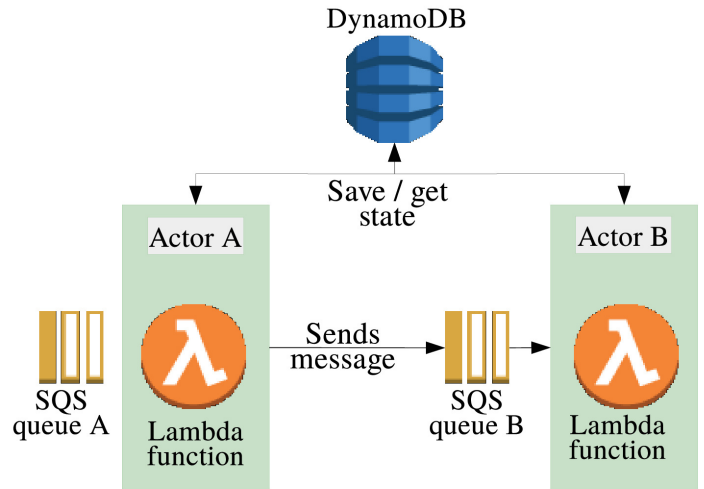 DynamoDB
Save / get
state
Actor A
Actor B
Sends
message
SQS
queue A
Lambda
function
SQS
queue B
Lambda
function